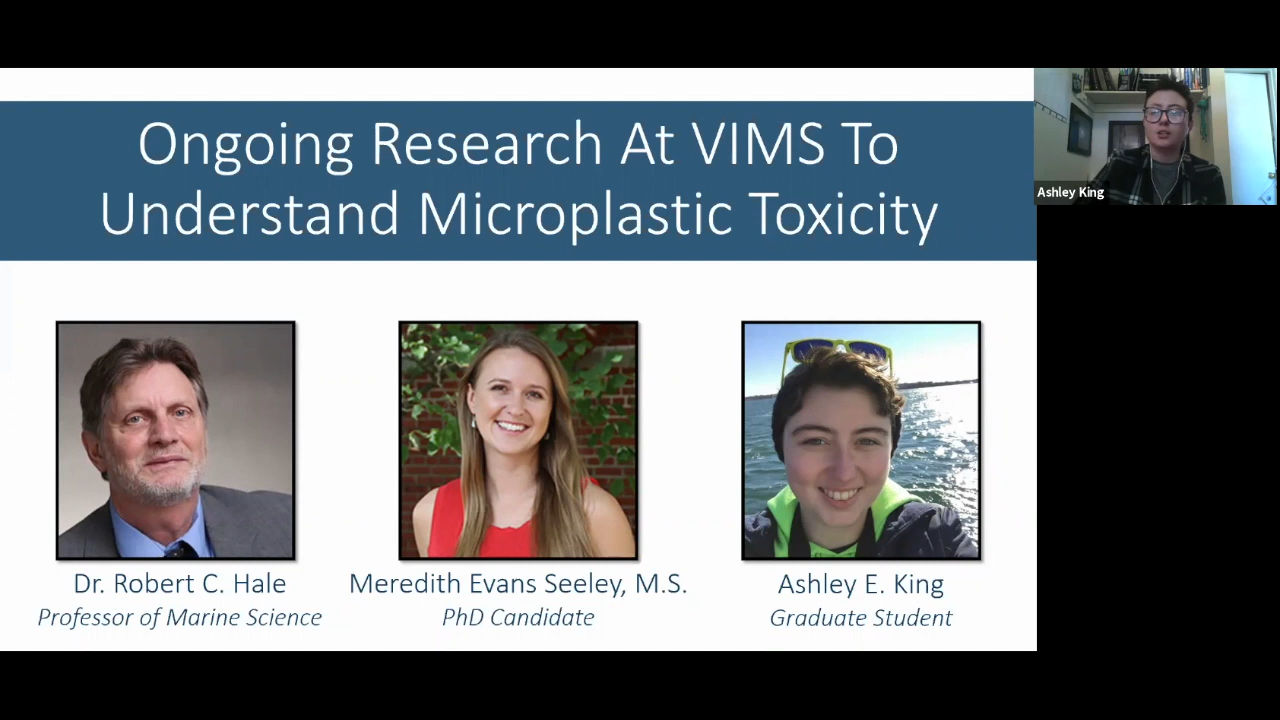 Ongoing Research At VIMS To
Understand Microplastic Toxicity
Ashley King
Dr. Robert C. Hale
Professor of Marine Science
Meredith Evans Seeley, M.S.
PhD Candidate
Ashley E. King
Graduate Student